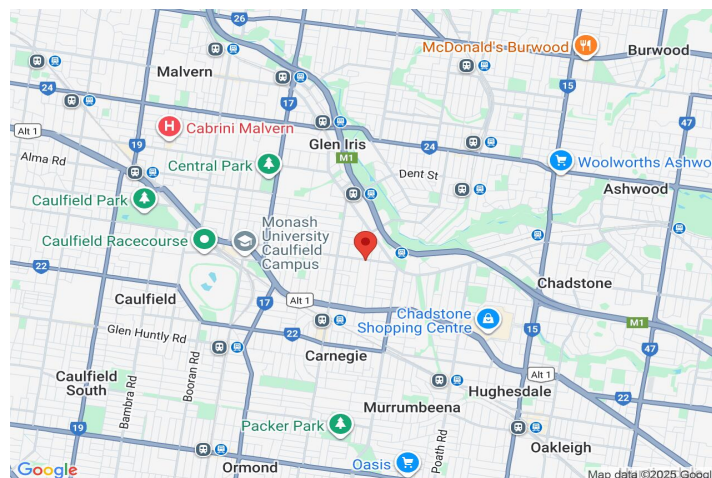 26
McDonald's Burwood
Burwood
Malvern
24
17
15
47
Alt 1
Cabrini Malvern
Glen Iris
M1
24
19
Alma Rd
Central Park
Dent St
Woolworths Ashwo
Ashwood
Caulfield Park
Monash
University
Caulfield
Campus
Caulfield Racecourse
22
Chadstone
Caulfield
17
Alt 1
Chadstone
Shopping Centre
M1
Glen Huntly Rd
22
15
47
Carnegie
Alt 1
Caulfield
South
Bambra Rd
Booran Rd
Hughesdale
Murrumbeena
19
Packer Park
Poath Rd
Oakleigh
Ormond
Oasis
Google
Map data ©2025 Google